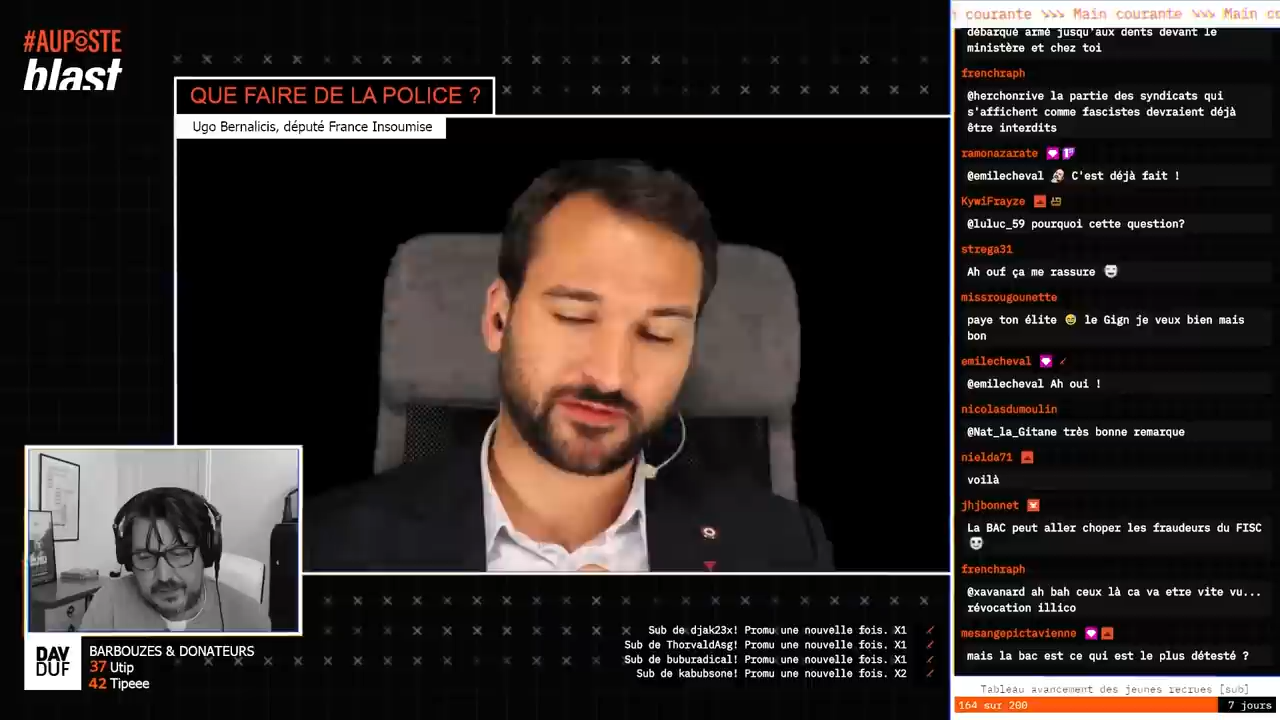 #AUPOSTE
blast
QUE FAIRE DE LA POLICE ?
Ugo Bernalicis, député France Insoumise
DAV
DUF
BARBOUZES & DONATEURS
37 Utip
42 Tipeee
Sub de djak23x! Promu une nouvelle fois. X1
Sub de ThorvaldAsg! Promu une nouvelle fois. X1
Sub de buburadical! Promu une nouvelle fois. X1
Sub de kabubsone! Promu une nouvelle fois. X2
courante >>> Main courante >>> Main
débarqué armé jusqu'aux dents devant le
ministère et chez toi
frenchraph
@herchonrive la partie des syndicats qui
s'affichent comme fascistes devraient déjà
être interdits
ramonazarate
@emilecheval C'est déjà fait !
KywiFrayze
@luluc_59 pourquoi cette question?
strega31
Ah ouf ça me rassure
missrougounette
paye ton élite le Gign je veux bien mais
bon
emilecheval
@emilecheval Ah oui !
nicolasdumoulin
@Nat_la_Gitane très bonne remarque
nielda71
voilà
jhjbonnet
La BAC peut aller choper les fraudeurs du FISC
frenchraph
@xavanard ah bah ceux là ca va etre vite vu...
révocation illico
mesangepictavienne
mais la bac est ce qui est le plus détesté ?
Tableau avancement des jeunes recrues [sub]
164 sur 200
7 jours